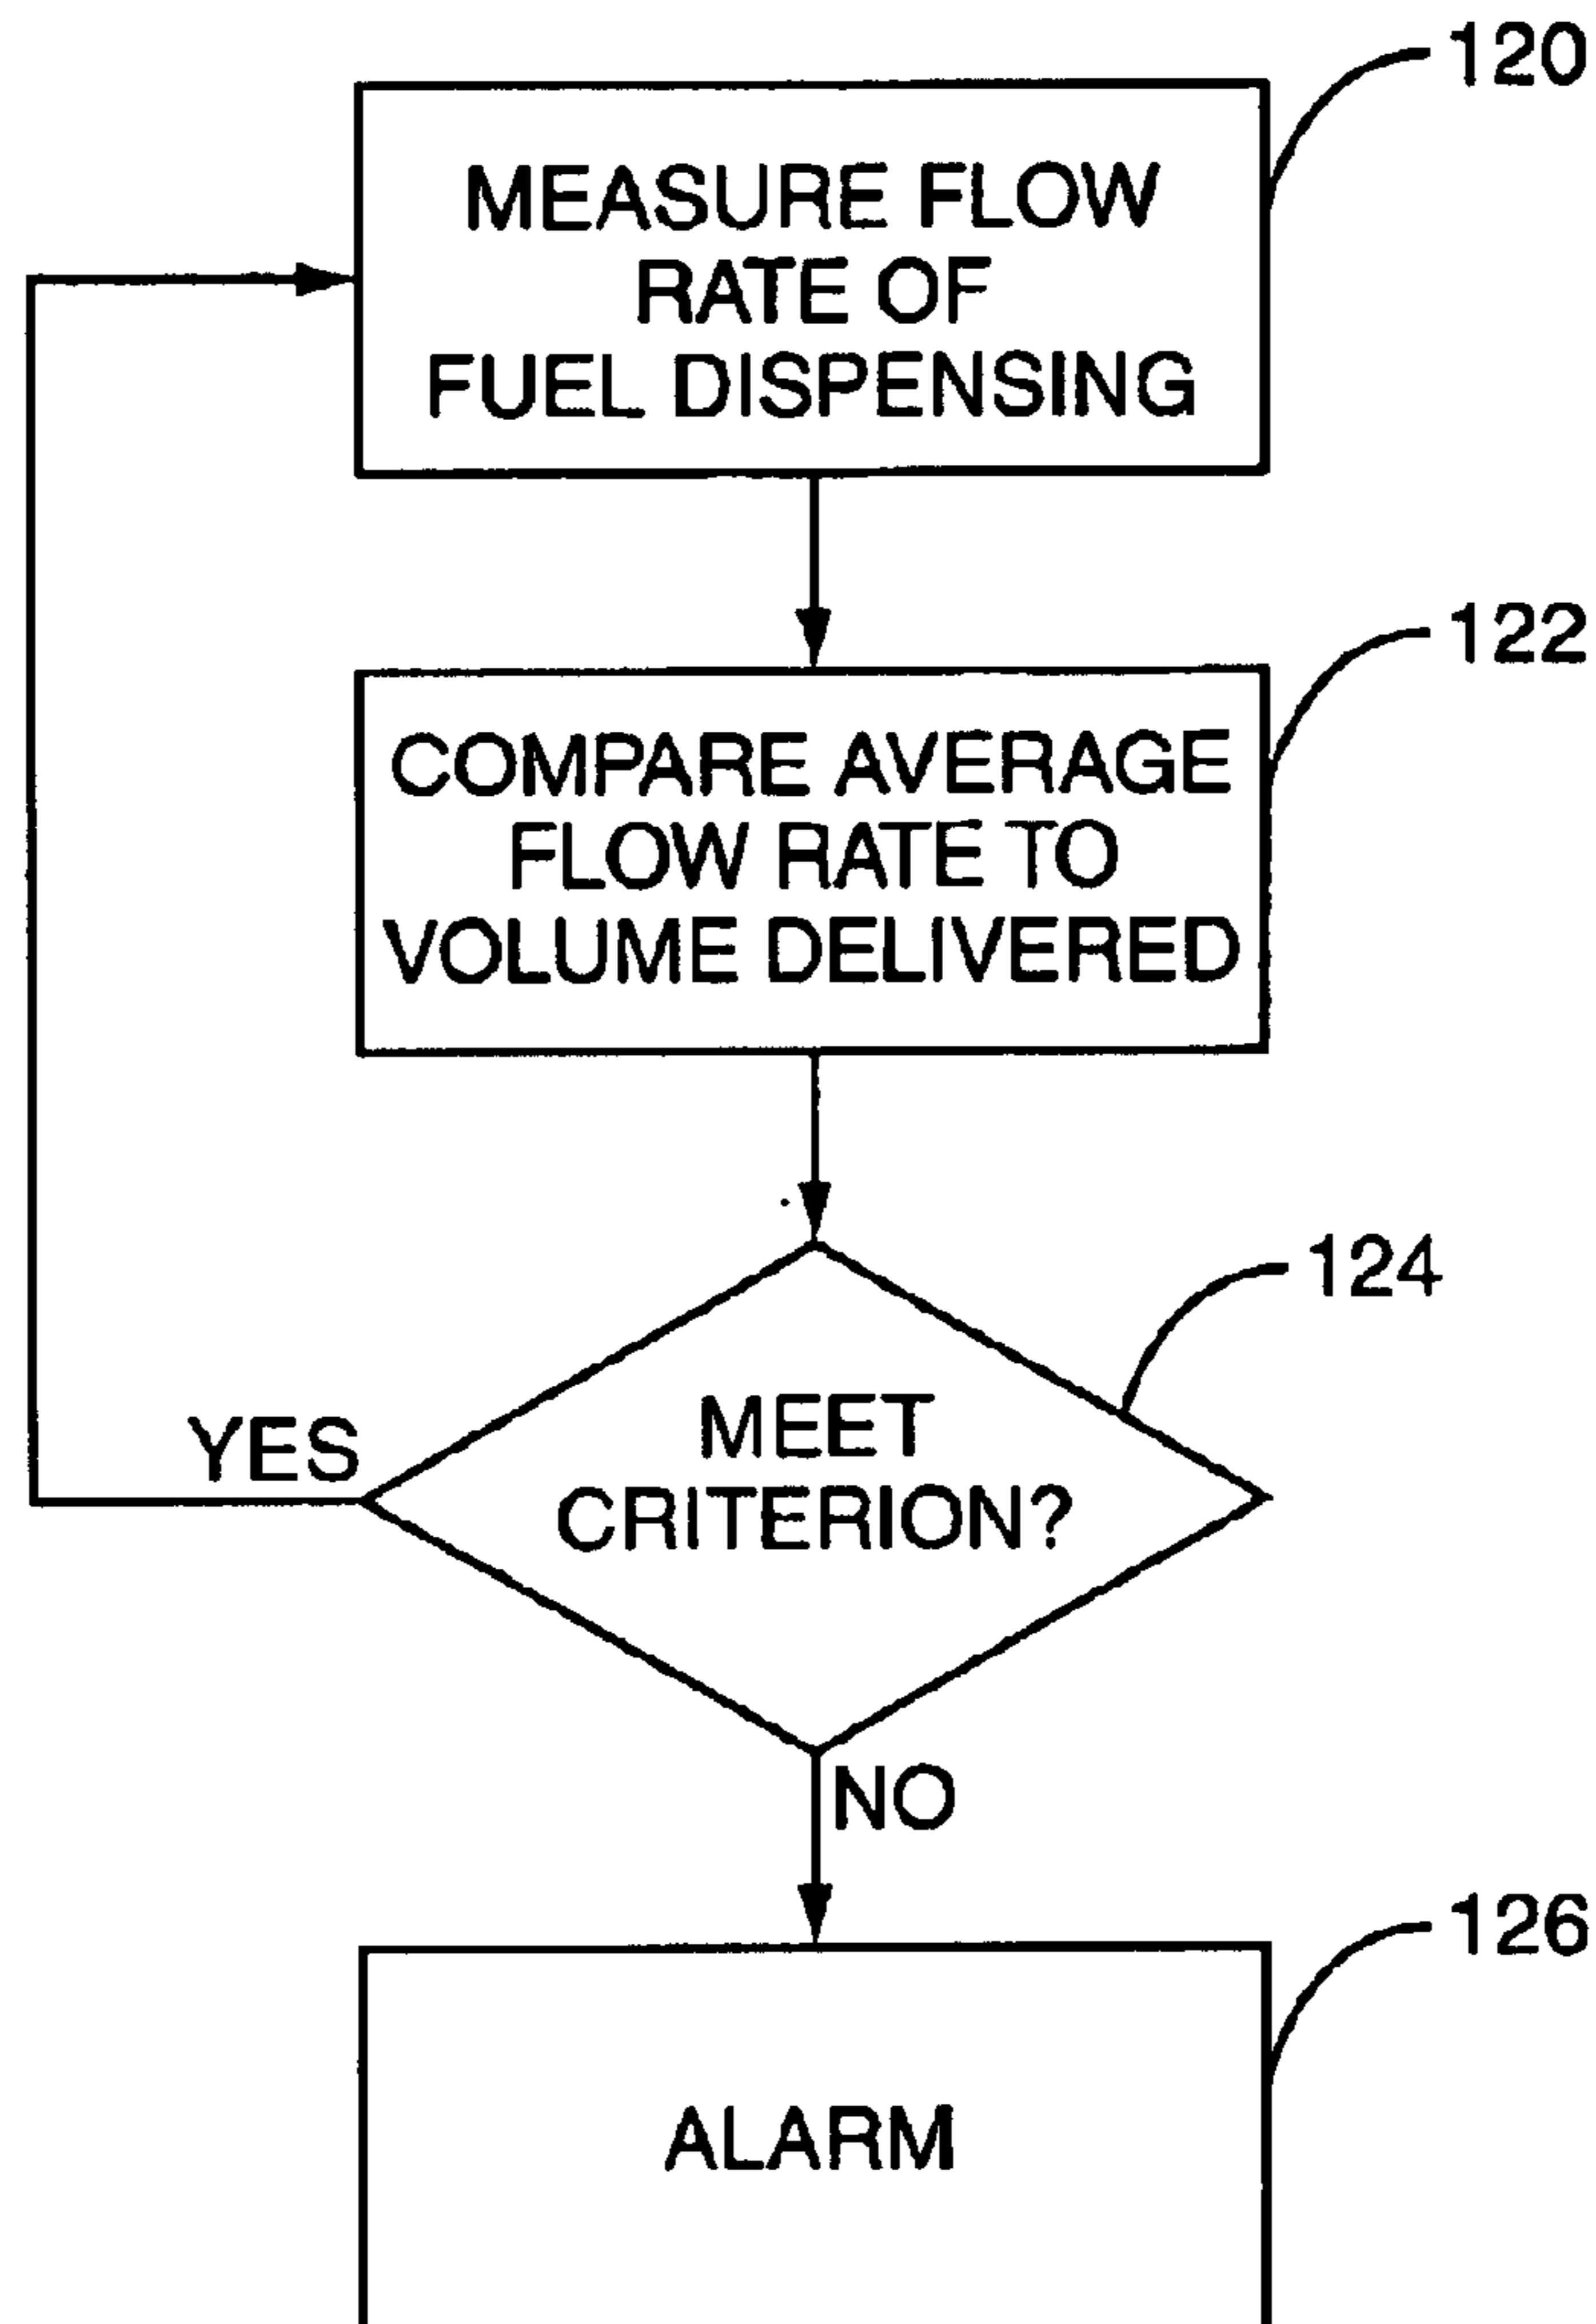 120
MEASURE FLOW
RATE OF
FUEL DISPENSING
122
COMPARE AVERAGE
FLOW RATE TO
VOLUME DELIVERED
124
MEET
CRITERION?
YES
NO
126
ALARM